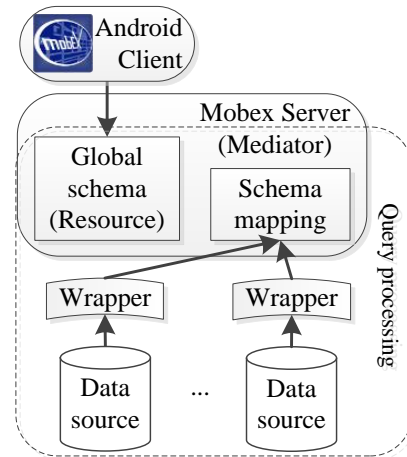 mobex
Android
Client
Mobex Server
(Mediator)
Global
schema
(Resource)
Schema
mapping
Query processing
Wrapper
Wrapper
Data
source
...
Data
source